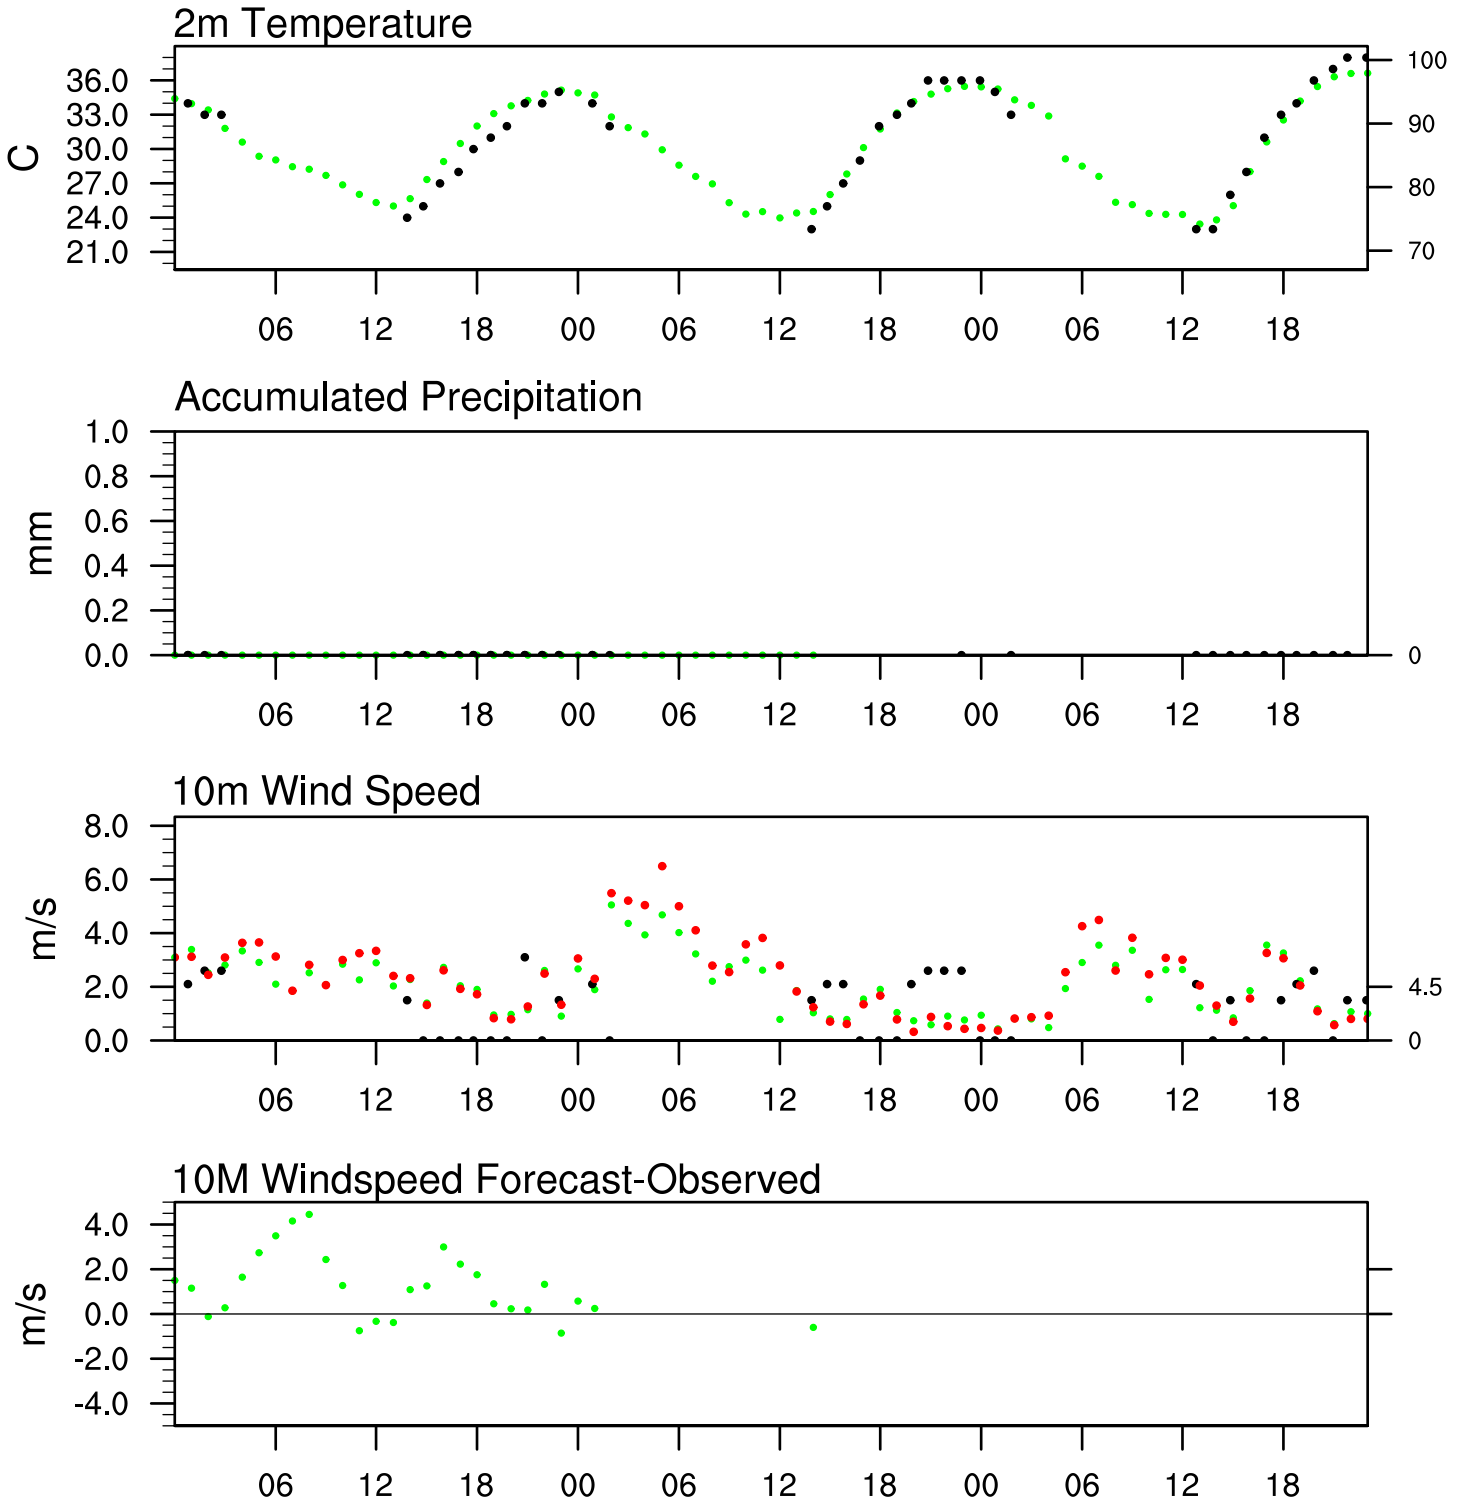 2m Temperature
36.0
33.0
30.0
27.0
24.0
21.0
C
100
90
80
70
06 12 18 00 06 12 18 00 06 12 18
Accumulated Precipitation
1.0
0.8
0.6
0.4
0.2
0.0
mm
0
06 12 18 00 06 12 18 00 06 12 18
10m Wind Speed
8.0
6.0
4.0
2.0
0.0
m/s
4.5
0
06 12 18 00 06 12 18 00 06 12 18
10M Windspeed Forecast-Observed
4.0
2.0
0.0
-2.0
-4.0
m/s
06 12 18 00 06 12 18 00 06 12 18